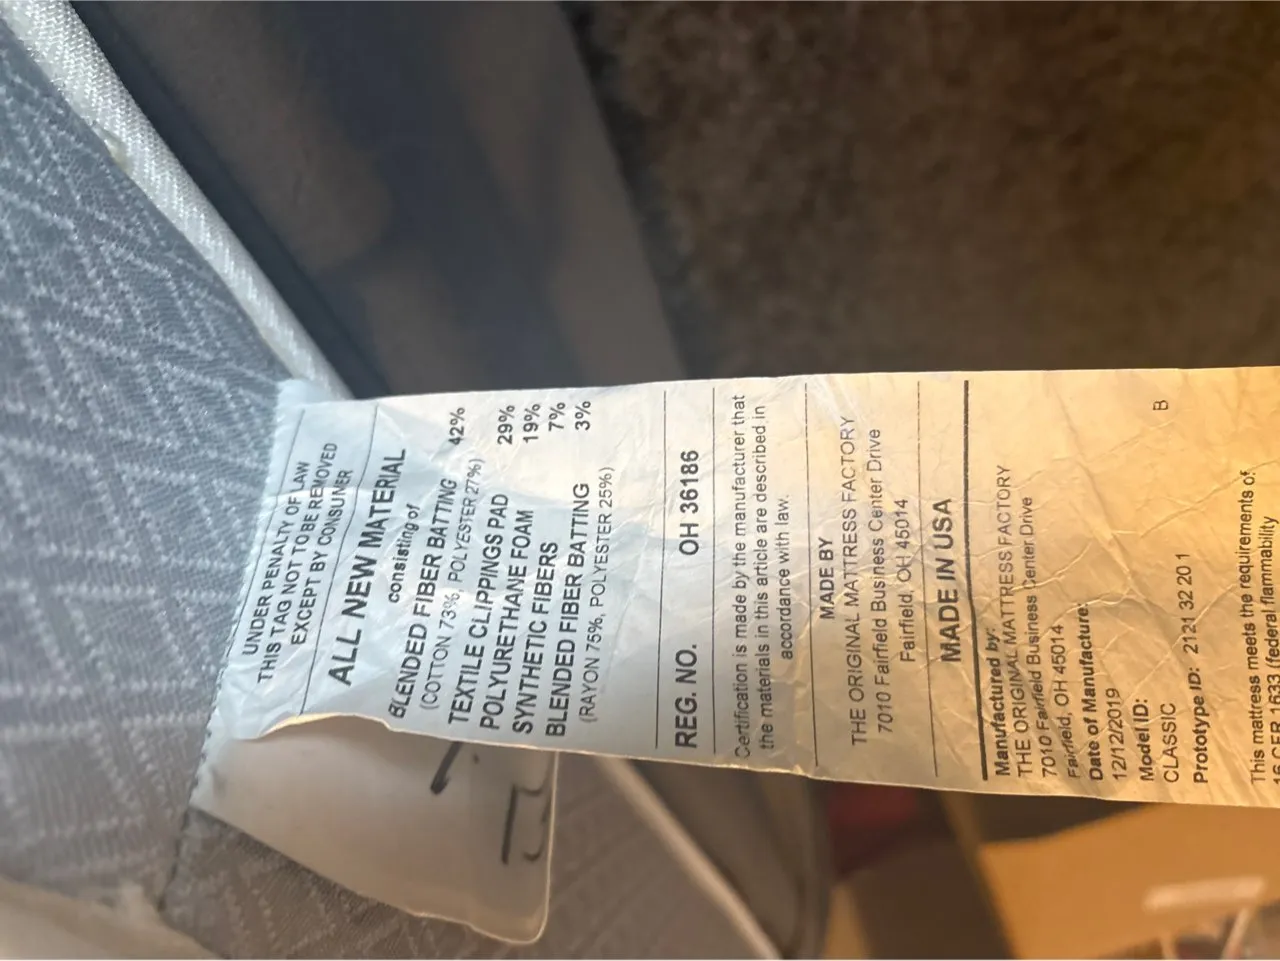 UNDER PENALTY OF LAW
THIS TAG NOT TO BE REMOVED
EXCEPT BY CONSUMER
ALL NEW MATERIAL
consisting of
BLENDED FIBER BATTING 42%
(COTTON 73%, POLYESTER 27%)
TEXTILE CLIPPINGS PAD 29%
POLYURETHANE FOAM 19%
SYNTHETIC FIBERS 7%
BLENDED FIBER BATTING 3%
(RAYON 75%, POLYESTER 25%)
REG. NO. OH 36186
Certification is made by the manufacturer that
the materials in this article are described in
accordance with law.
MADE BY
THE ORIGINAL MATTRESS FACTORY
7010 Fairfield Business Center Drive
Fairfield, OH 45014
MADE IN USA
Manufactured by:
THE ORIGINAL MATTRESS FACTORY
7010 Fairfield Business Center Drive
Fairfield, OH 45014
Date of Manufacture:
12/12/2019
Model ID:
CLASSIC B
Prototype ID: 2121 32 20 1
This mattress meets the requirements of
16 CFR 1633 (federal flammability